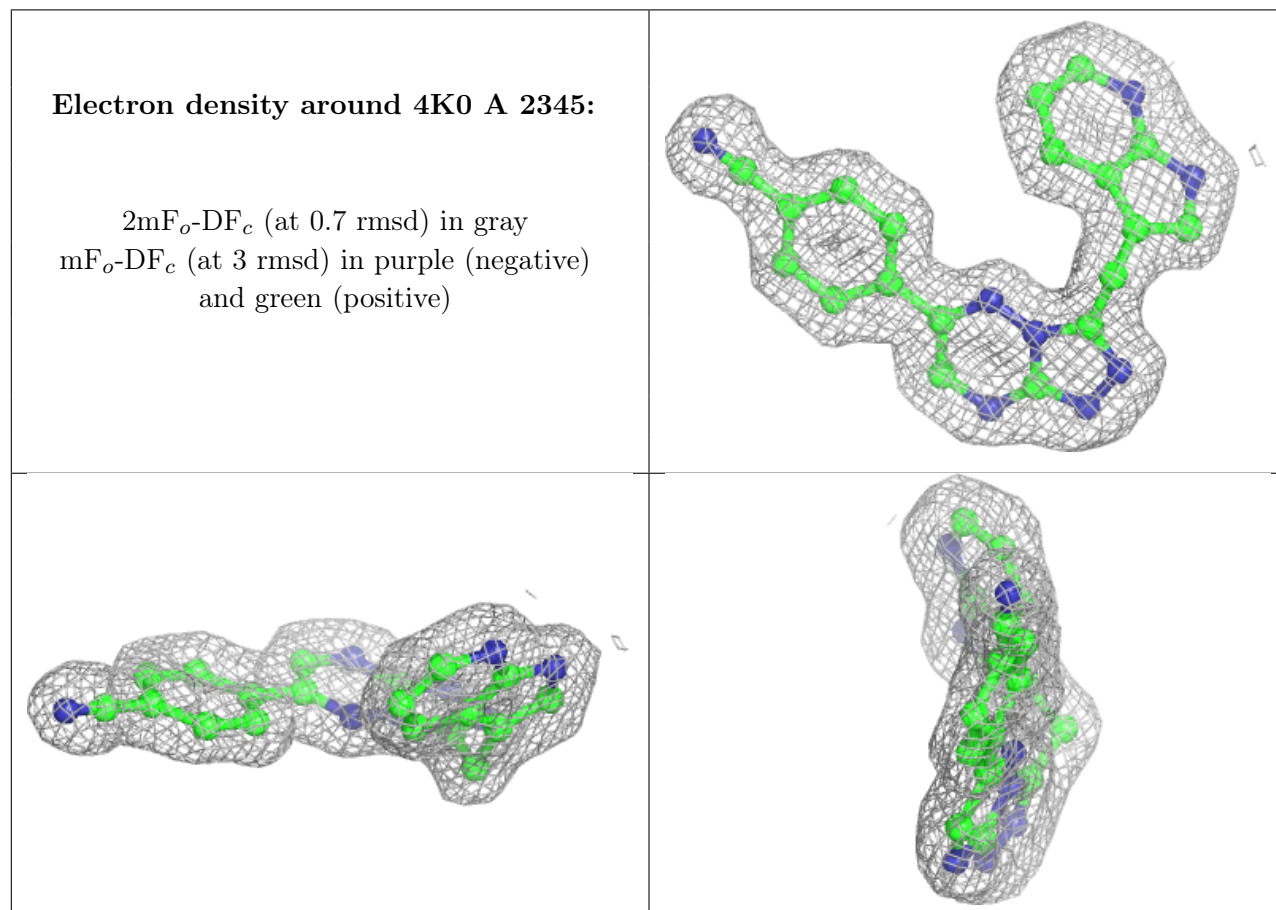 Electron density around 4K0 A 2345:
2mFo-DFc (at 0.7 rmsd) in gray
mFo-DFc (at 3 rmsd) in purple (negative)
and green (positive)